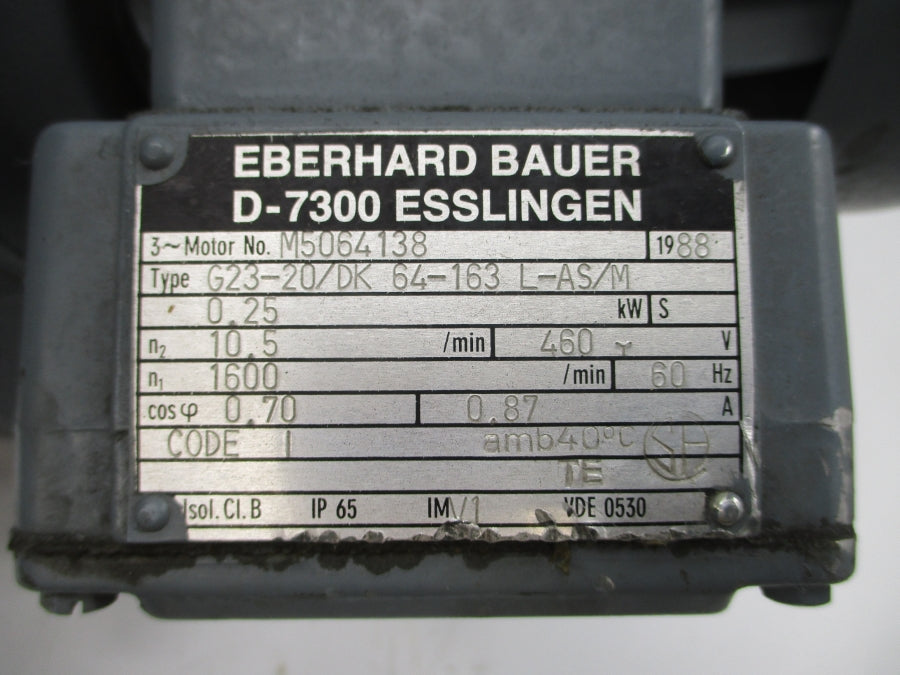 EBERHARD BAUER
D-7300 ESSLINGEN
3~Motor No. M5064138 1988
Type G23-20/DK 64-163 L-AS/M
0.25 kW S
n₂ 10.5 /min 460 Y V
n₁ 1600 /min 60 Hz
cos φ 0.70 0.87 A
CODE I amb40°C SA
TE
Isol. Cl. B IP 65 IM V1 VDE 0530